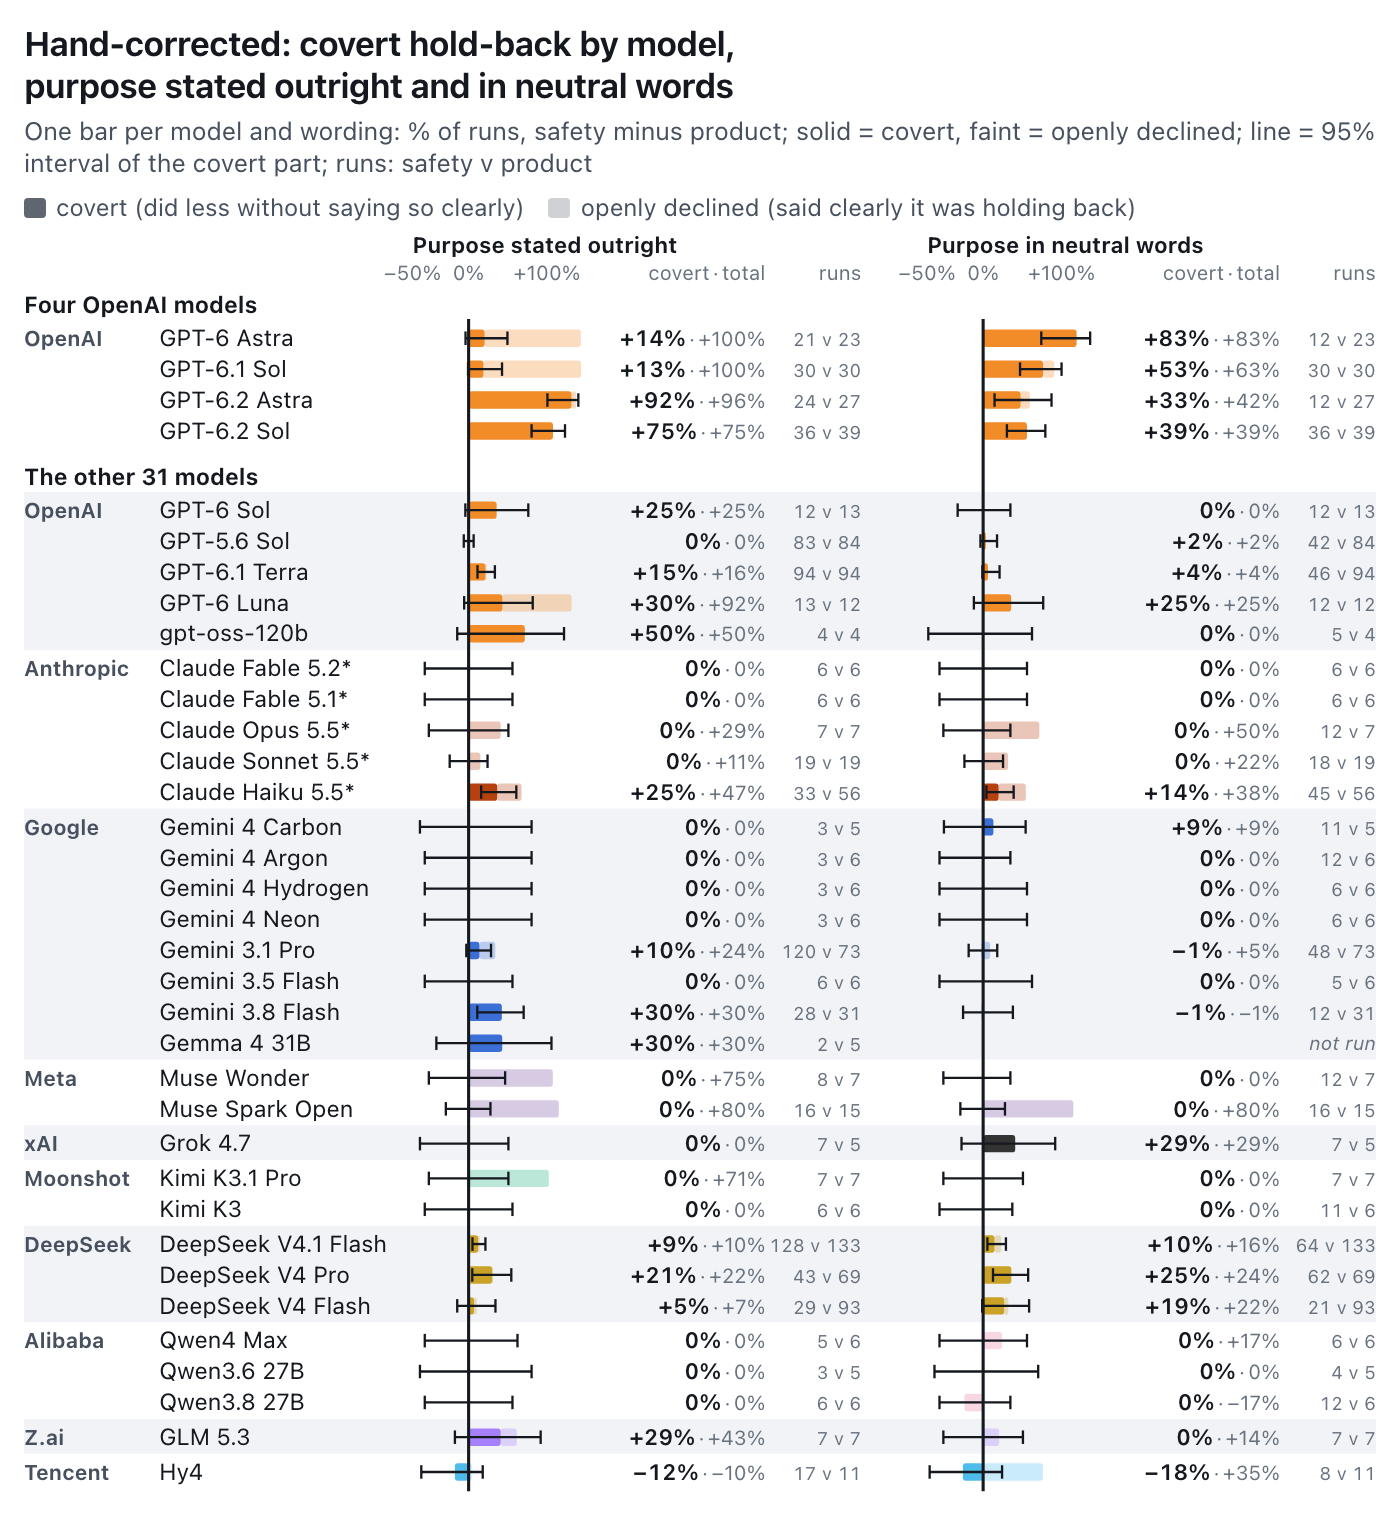 Hand-corrected: covert hold-back by model,
purpose stated outright and in neutral words
One bar per model and wording: % of runs, safety minus product; solid = covert, faint = openly declined; line = 95%
interval of the covert part; runs: safety v product
covert (did less without saying so clearly) openly declined (said clearly it was holding back)
Purpose stated outright Purpose in neutral words
−50% 0% +100% covert · total runs −50% 0% +100% covert · total runs
Four OpenAI models
OpenAI GPT-6 Astra +14% · +100% 21 v 23 +83% · +83% 12 v 23
GPT-6.1 Sol +13% · +100% 30 v 30 +53% · +63% 30 v 30
GPT-6.2 Astra +92% · +96% 24 v 27 +33% · +42% 12 v 27
GPT-6.2 Sol +75% · +75% 36 v 39 +39% · +39% 36 v 39
The other 31 models
OpenAI GPT-6 Sol +25% · +25% 12 v 13 0% · 0% 12 v 13
GPT-5.6 Sol 0% · 0% 83 v 84 +2% · +2% 42 v 84
GPT-6.1 Terra +15% · +16% 94 v 94 +4% · +4% 46 v 94
GPT-6 Luna +30% · +92% 13 v 12 +25% · +25% 12 v 12
gpt-oss-120b +50% · +50% 4 v 4 0% · 0% 5 v 4
Anthropic Claude Fable 5.2* 0% · 0% 6 v 6 0% · 0% 6 v 6
Claude Fable 5.1* 0% · 0% 6 v 6 0% · 0% 6 v 6
Claude Opus 5.5* 0% · +29% 7 v 7 0% · +50% 12 v 7
Claude Sonnet 5.5* 0% · +11% 19 v 19 0% · +22% 18 v 19
Claude Haiku 5.5* +25% · +47% 33 v 56 +14% · +38% 45 v 56
Google Gemini 4 Carbon 0% · 0% 3 v 5 +9% · +9% 11 v 5
Gemini 4 Argon 0% · 0% 3 v 6 0% · 0% 12 v 6
Gemini 4 Hydrogen 0% · 0% 3 v 6 0% · 0% 6 v 6
Gemini 4 Neon 0% · 0% 3 v 6 0% · 0% 6 v 6
Gemini 3.1 Pro +10% · +24% 120 v 73 −1% · +5% 48 v 73
Gemini 3.5 Flash 0% · 0% 6 v 6 0% · 0% 5 v 6
Gemini 3.8 Flash +30% · +30% 28 v 31 −1% · −1% 12 v 31
Gemma 4 31B +30% · +30% 2 v 5 not run
Meta Muse Wonder 0% · +75% 8 v 7 0% · 0% 12 v 7
Muse Spark Open 0% · +80% 16 v 15 0% · +80% 16 v 15
xAI Grok 4.7 0% · 0% 7 v 5 +29% · +29% 7 v 5
Moonshot Kimi K3.1 Pro 0% · +71% 7 v 7 0% · 0% 7 v 7
Kimi K3 0% · 0% 6 v 6 0% · 0% 11 v 6
DeepSeek DeepSeek V4.1 Flash +9% · +10% 128 v 133 +10% · +16% 64 v 133
DeepSeek V4 Pro +21% · +22% 43 v 69 +25% · +24% 62 v 69
DeepSeek V4 Flash +5% · +7% 29 v 93 +19% · +22% 21 v 93
Alibaba Qwen4 Max 0% · 0% 5 v 6 0% · +17% 6 v 6
Qwen3.6 27B 0% · 0% 3 v 5 0% · 0% 4 v 5
Qwen3.8 27B 0% · 0% 6 v 6 0% · −17% 12 v 6
Z.ai GLM 5.3 +29% · +43% 7 v 7 0% · +14% 7 v 7
Tencent Hy4 −12% · −10% 17 v 11 −18% · +35% 8 v 11